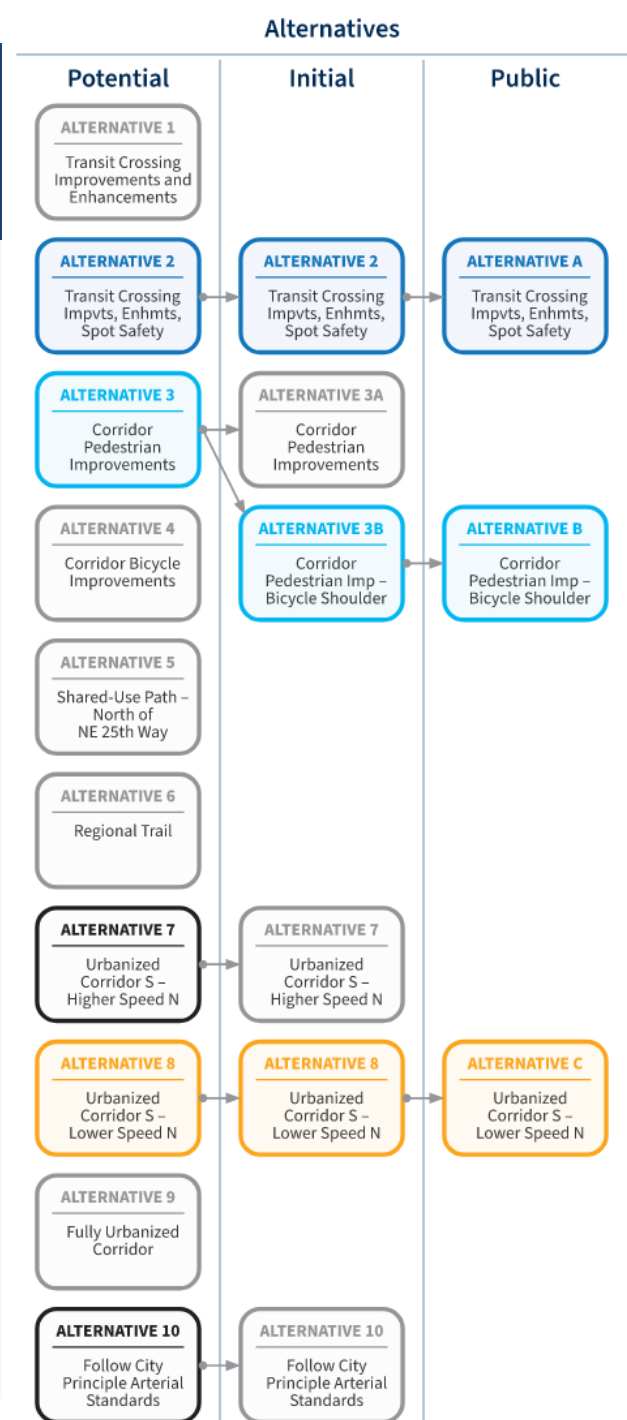 Alternatives
Potential
Initial
Public
ALTERNATIVE 1
Transit Crossing
Improvements and
Enhancements
ALTERNATIVE 2
Transit Crossing
Impvts, Enhmts,
Spot Safety
ALTERNATIVE 2
Transit Crossing
Impvts, Enhmts,
Spot Safety
ALTERNATIVE A
Transit Crossing
Impvts, Enhmts,
Spot Safety
ALTERNATIVE 3
Corridor
Pedestrian
Improvements
ALTERNATIVE 3A
Corridor
Pedestrian
Improvements
ALTERNATIVE 4
Corridor Bicycle
Improvements
ALTERNATIVE 3B
Corridor
Pedestrian Imp –
Bicycle Shoulder
ALTERNATIVE B
Corridor
Pedestrian Imp –
Bicycle Shoulder
ALTERNATIVE 5
Shared-Use Path –
North of
NE 25th Way
ALTERNATIVE 6
Regional Trail
ALTERNATIVE 7
Urbanized
Corridor S –
Higher Speed N
ALTERNATIVE 7
Urbanized
Corridor S –
Higher Speed N
ALTERNATIVE 8
Urbanized
Corridor S –
Lower Speed N
ALTERNATIVE 8
Urbanized
Corridor S –
Lower Speed N
ALTERNATIVE C
Urbanized
Corridor S –
Lower Speed N
ALTERNATIVE 9
Fully Urbanized
Corridor
ALTERNATIVE 10
Follow City
Principle Arterial
Standards
ALTERNATIVE 10
Follow City
Principle Arterial
Standards